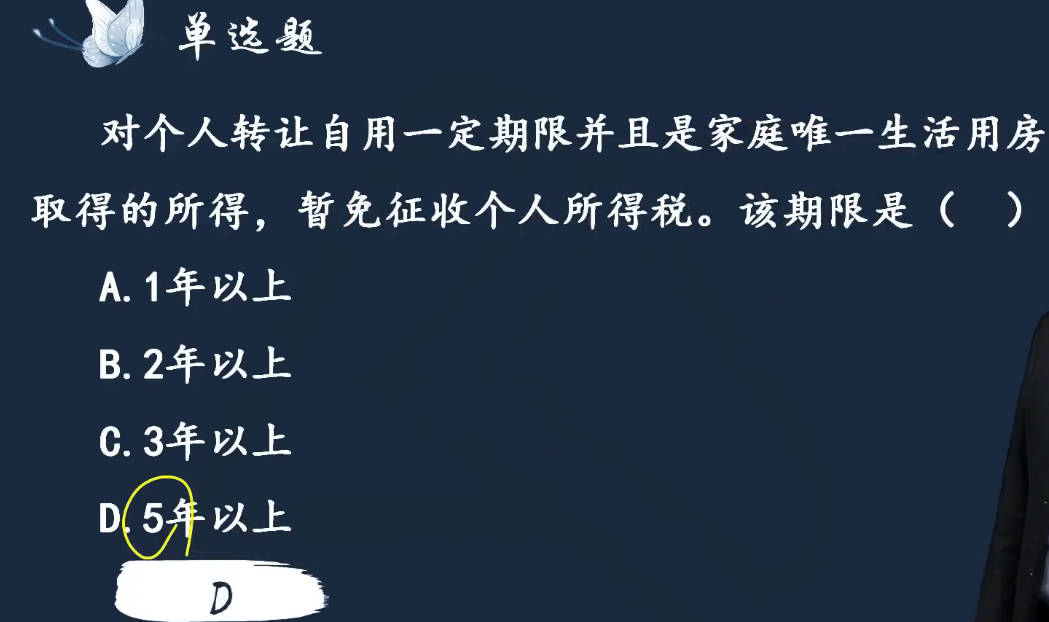 单选题
对个人转让自用一定期限并且是家庭唯一生活用房
取得的所得，暂免征收个人所得税。该期限是（ ）
A.1年以上
B.2年以上
C.3年以上
D.5年以上
D